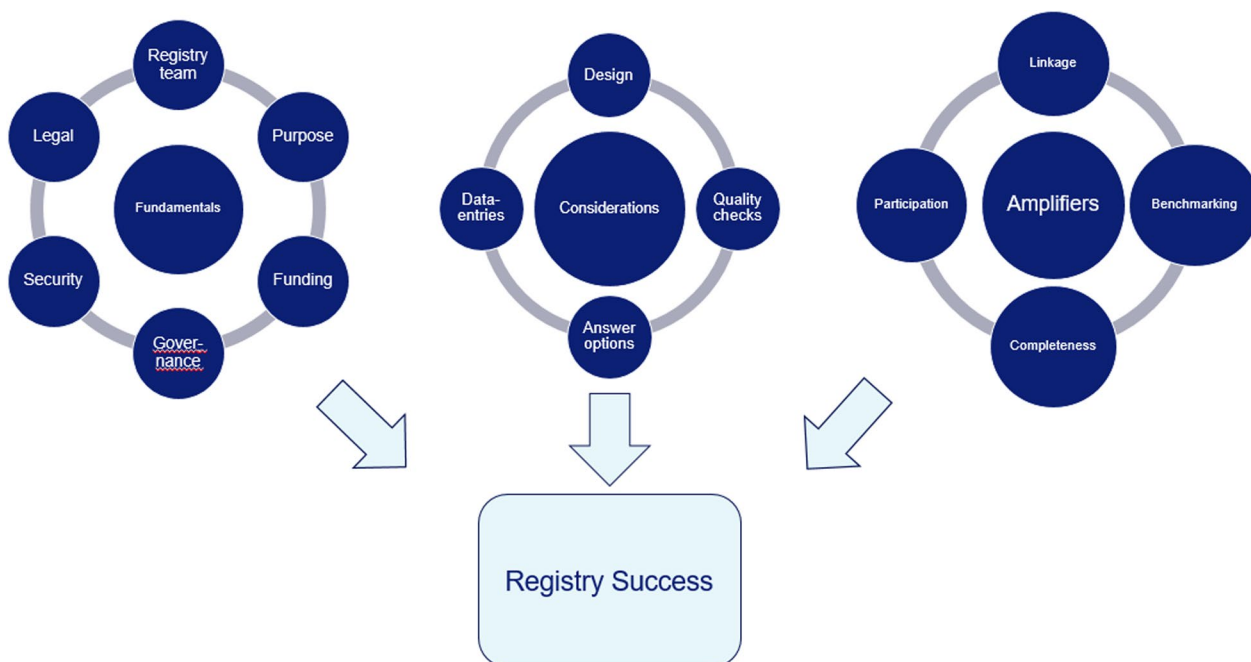 Registry
team
Legal
Purpose
Fundamentals
Security
Funding
Gover-
nance
Design
Data-
entries
Considerations
Quality
checks
Answer
options
Linkage
Participation
Amplifiers
Benchmarking
Completeness
Registry Success